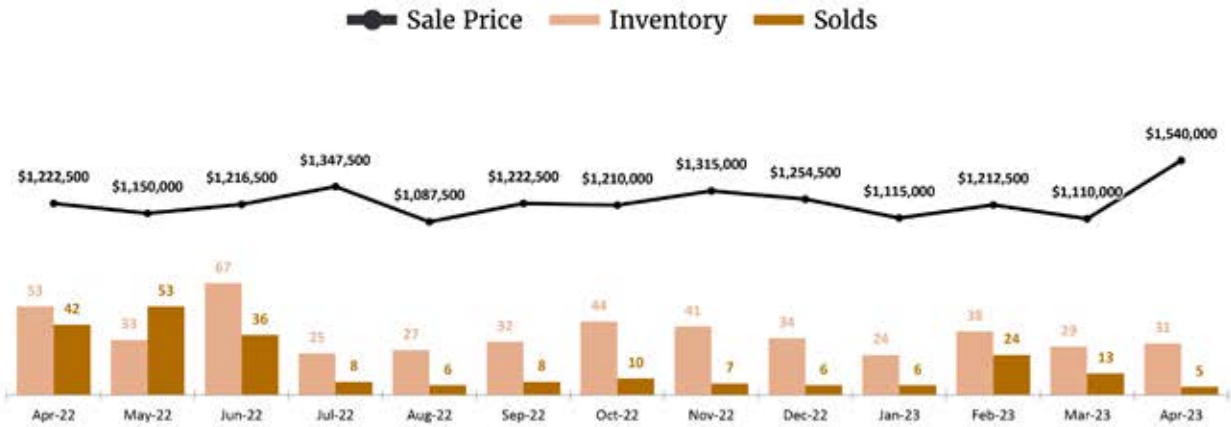 Sale Price Inventory Solds
$1,540,000
$1,347,500
$1,315,000
$1,222,500 $1,150,000 $1,216,500 $1,087,500 $1,222,500 $1,210,000 $1,254,500 $1,115,000 $1,212,500 $1,110,000
53 42 33 53 67 36 25 8 27 6 32 8 44 10 41 7 34 6 24 6 38 24 29 13 31 5
Apr-22 May-22 Jun-22 Jul-22 Aug-22 Sep-22 Oct-22 Nov-22 Dec-22 Jan-23 Feb-23 Mar-23 Apr-23